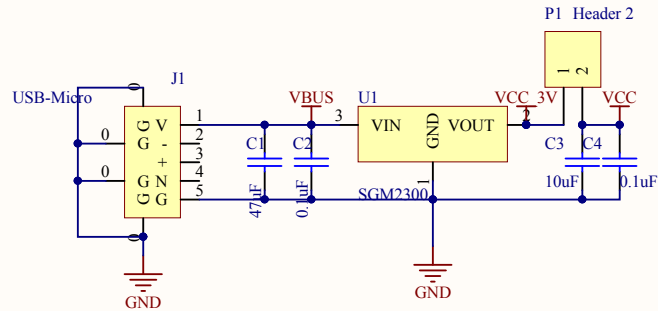 P1 Header 2
J1
USB-Micro
0
VBUS
U1
VCC_3V
VCC
1 2
G V 1
0 G - 2
+ 3
0 G N 4
G G 5
0
3 VIN GND VOUT 2
1
C1
47uF
C2
0.1uF
SGM2300
C3
10uF
C4
0.1uF
GND
GND